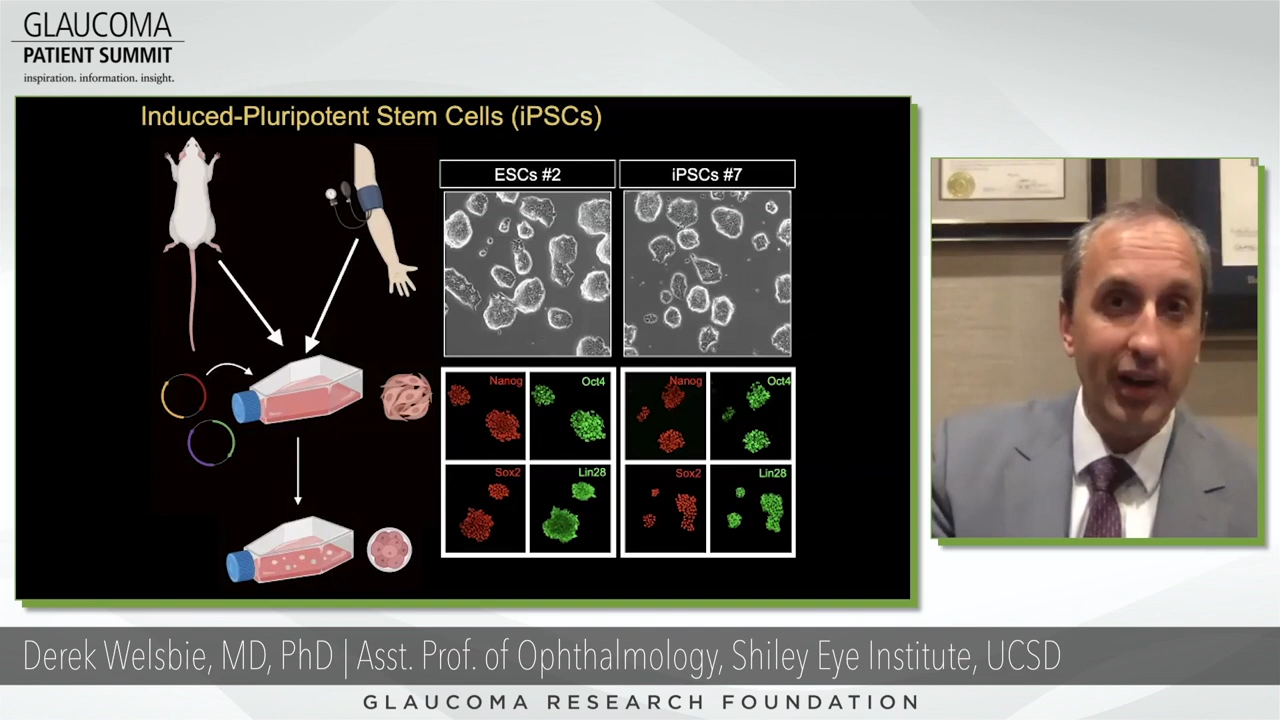 GLAUCOMA
PATIENT SUMMIT
inspiration. information. insight.
Induced-Pluripotent Stem Cells (iPSCs)
ESCs #2
iPSCs #7
Nanog
Oct4
Nanog
Oct4
Sox2
Lin28
Sox2
Lin28
Derek Welsbie, MD, PhD | Asst. Prof. of Ophthalmology, Shiley Eye Institute, UCSD
GLAUCOMA RESEARCH FOUNDATION